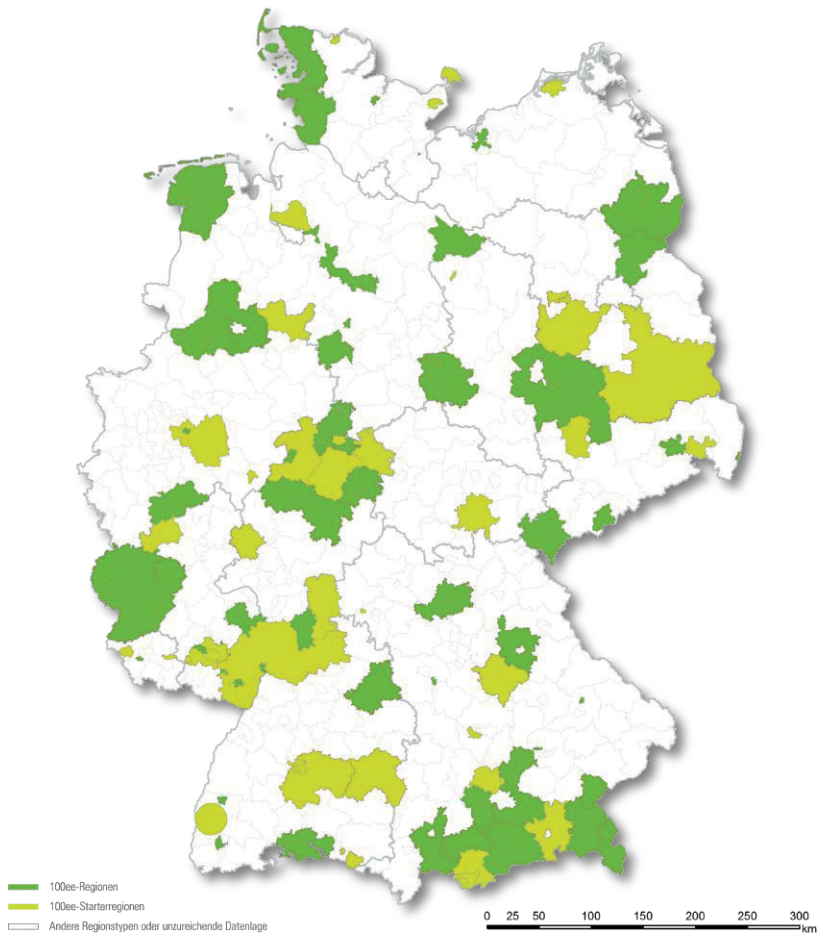 100ee-Regionen
100ee-Starterregionen
Andere Regionstypen oder unzureichende Datenlage
0 25 50 100 150 200 250 300
km